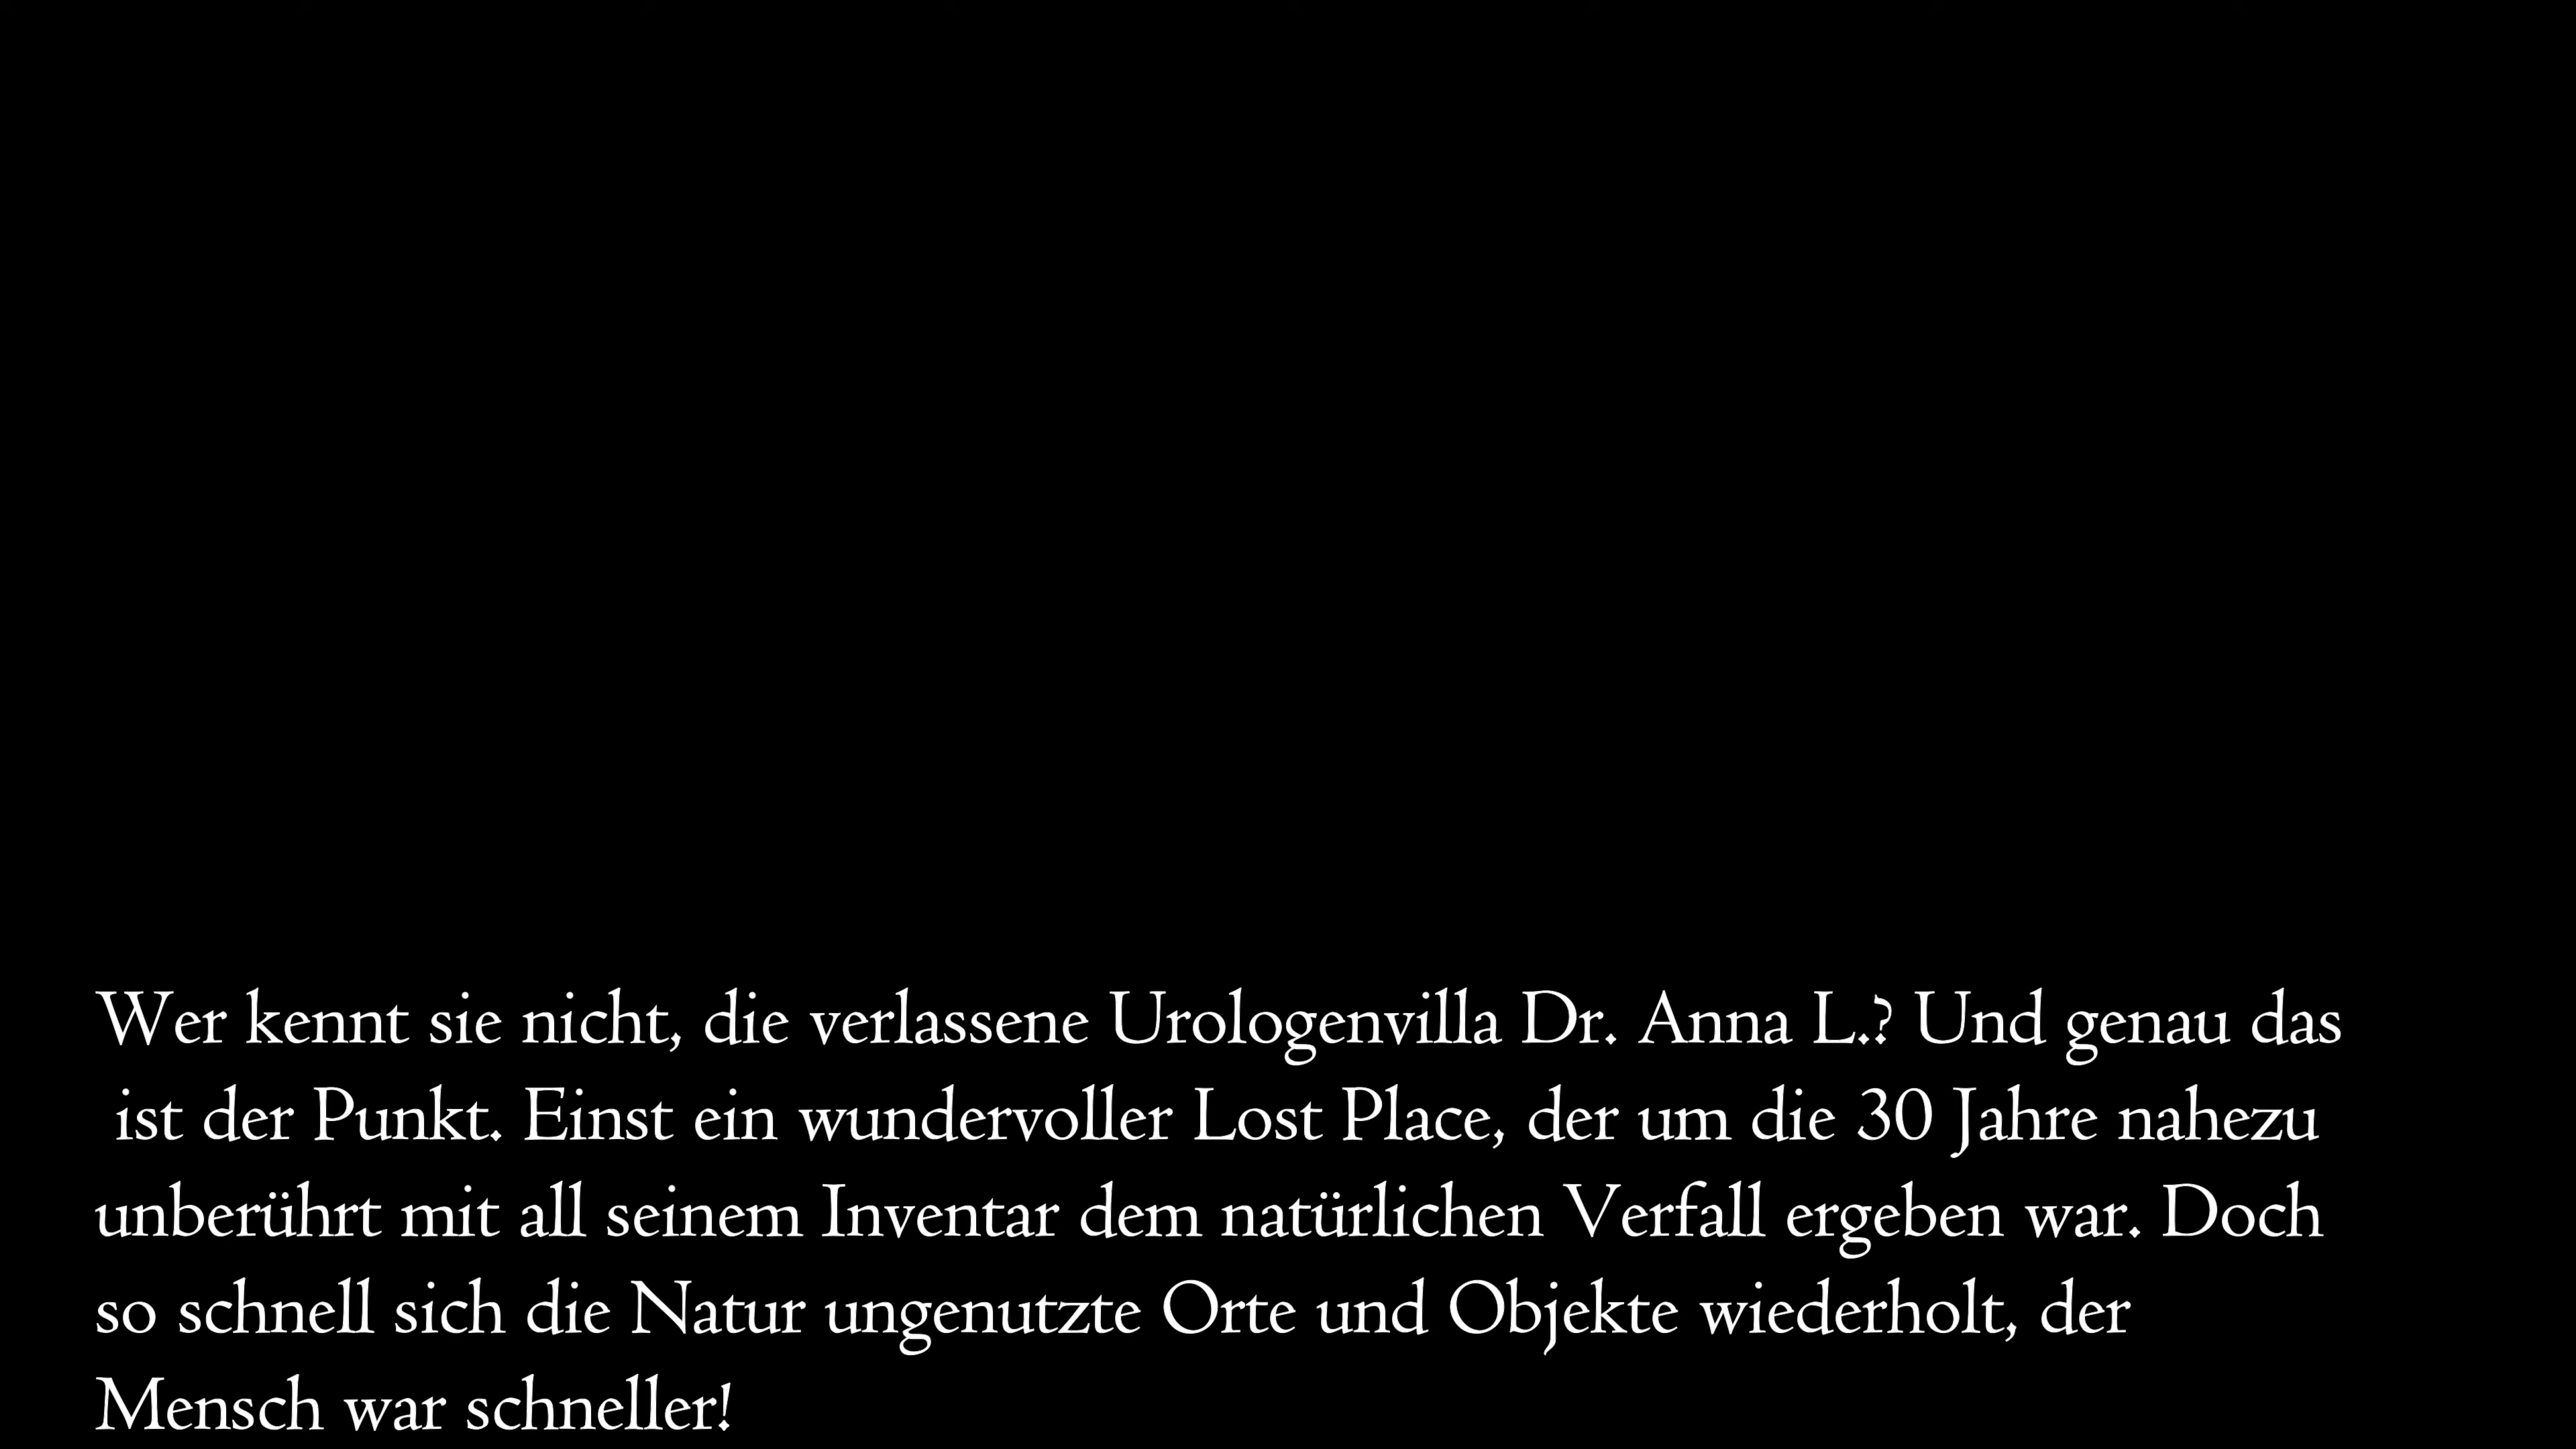 Wer kennt sie nicht, die verlassene Urologenvilla Dr. Anna L.? Und genau das
ist der Punkt. Einst ein wundervoller Lost Place, der um die 30 Jahre nahezu
unberührt mit all seinem Inventar dem natürlichen Verfall ergeben war. Doch
so schnell sich die Natur ungenutzte Orte und Objekte wiederholt, der
Mensch war schneller!